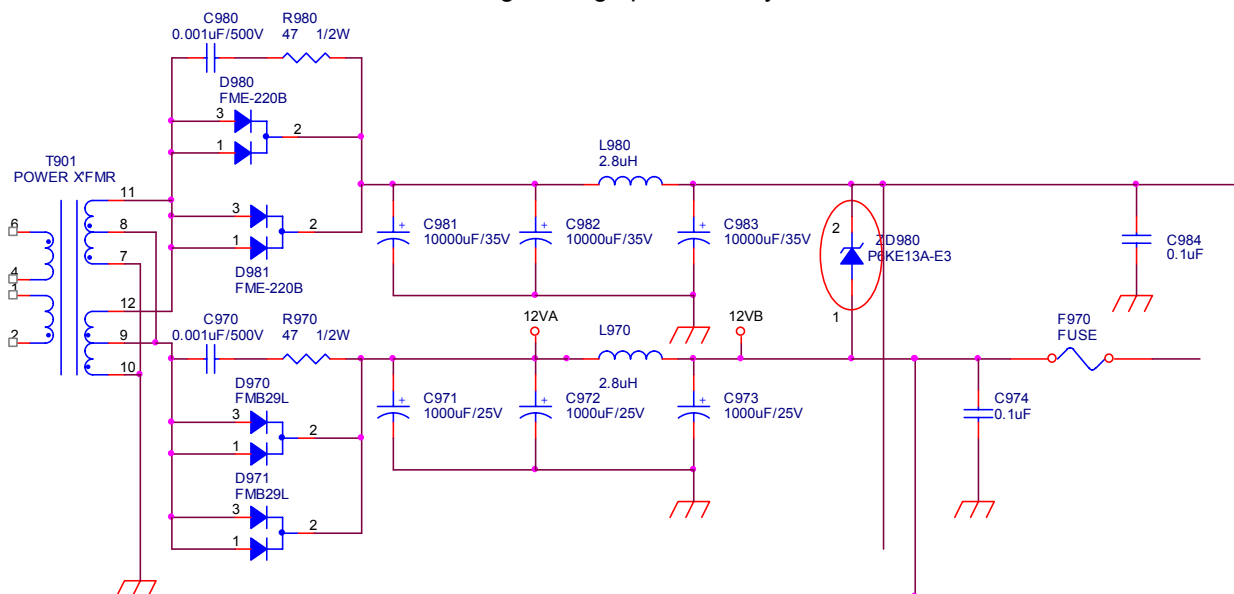 C980
0.001uF/500V
R980
47 1/2W
D980
FME-220B
3
2
1
T901
POWER X'FMR
11
6
8
4
7
1
12
2
9
10
3
2
1
D981
FME-220B
C981
10000uF/35V
C982
10000uF/35V
L980
2.8uH
C983
10000uF/35V
2
ZD980
P6KE13A-E3
1
C984
0.1uF
C970
0.001uF/500V
R970
47 1/2W
12VA
L970
2.8uH
12VB
F970
FUSE
D970
FMB29L
3
2
1
C971
1000uF/25V
C972
1000uF/25V
C973
1000uF/25V
C974
0.1uF
D971
FMB29L
3
2
1